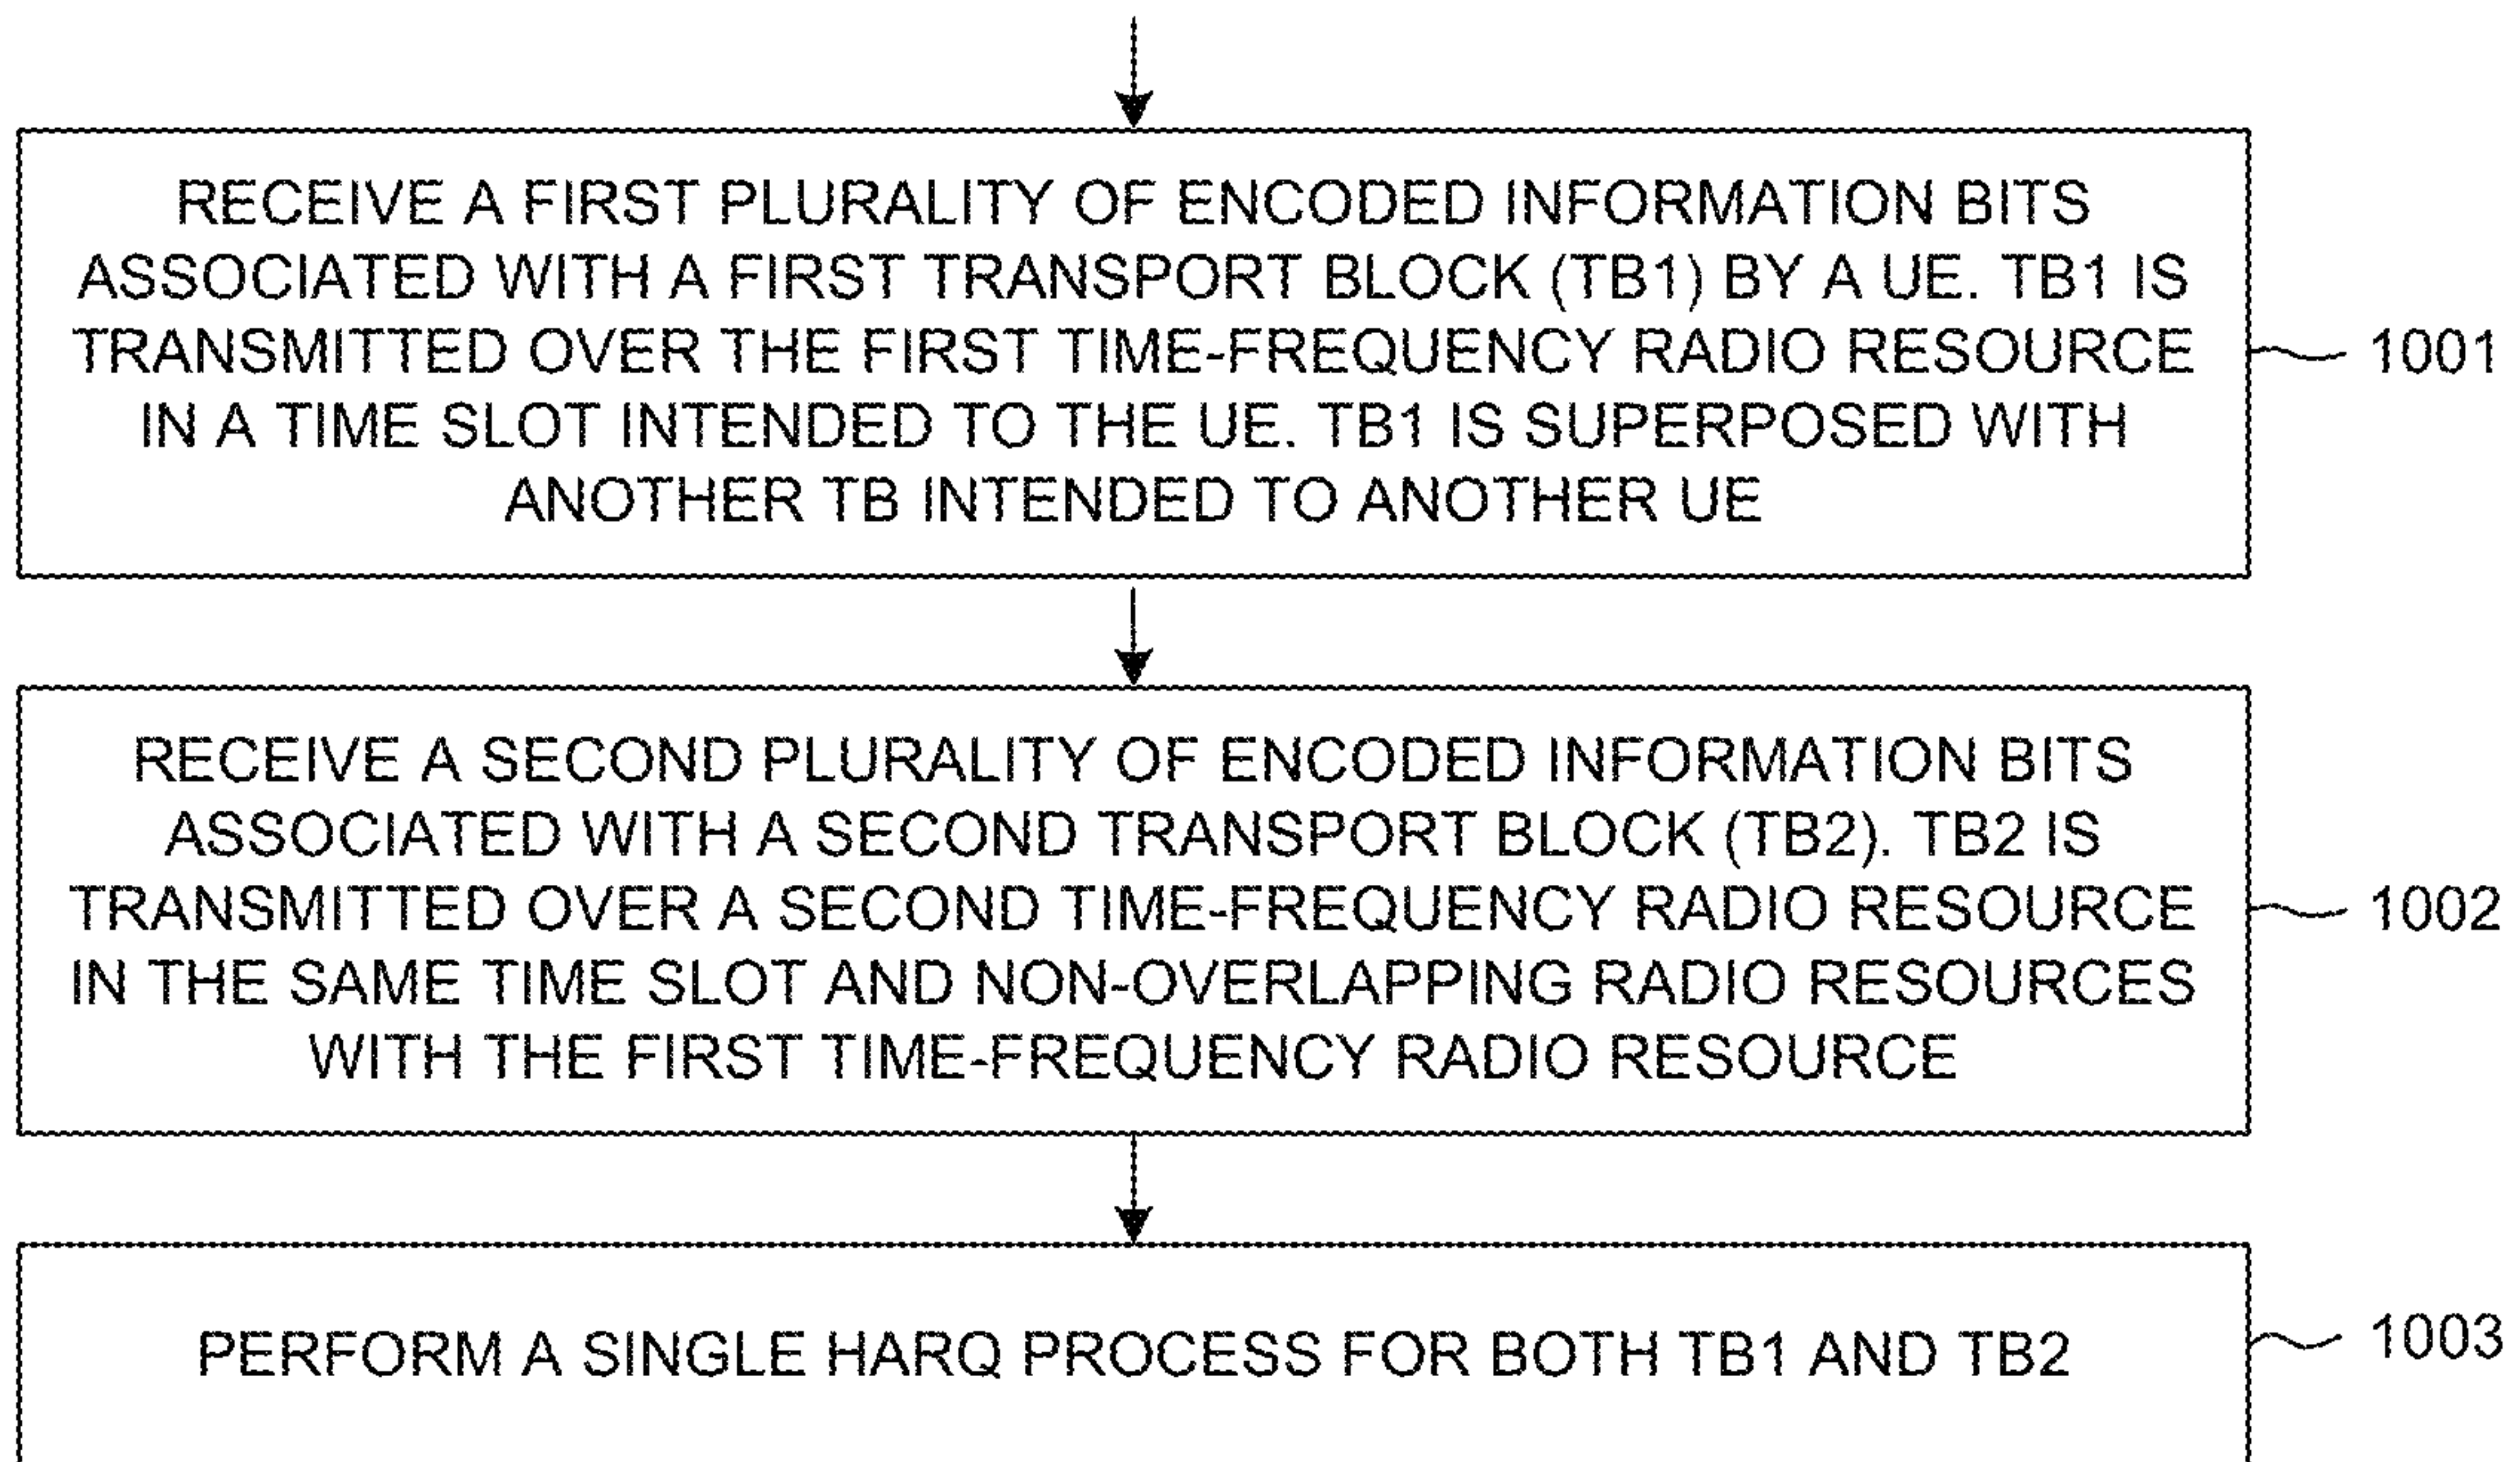 RECEIVE A FIRST PLURALITY OF ENCODED INFORMATION BITS
ASSOCIATED WITH A FIRST TRANSPORT BLOCK (TB1) BY A UE. TB1 IS
TRANSMITTED OVER THE FIRST TIME-FREQUENCY RADIO RESOURCE
IN A TIME SLOT INTENDED TO THE UE. TB1 IS SUPERPOSED WITH
ANOTHER TB INTENDED TO ANOTHER UE
1001
RECEIVE A SECOND PLURALITY OF ENCODED INFORMATION BITS
ASSOCIATED WITH A SECOND TRANSPORT BLOCK (TB2). TB2 IS
TRANSMITTED OVER A SECOND TIME-FREQUENCY RADIO RESOURCE
IN THE SAME TIME SLOT AND NON-OVERLAPPING RADIO RESOURCES
WITH THE FIRST TIME-FREQUENCY RADIO RESOURCE
1002
PERFORM A SINGLE HARQ PROCESS FOR BOTH TB1 AND TB2
1003